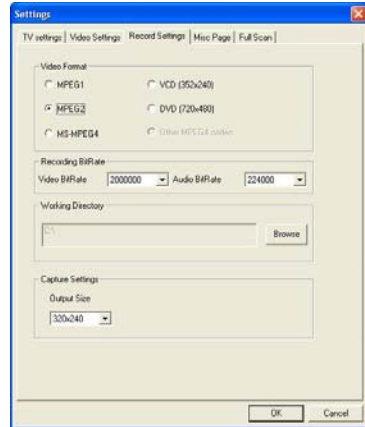 Settings
TV settings Video Settings Record Settings Misc Page Full Scan
Video Format
MPEG1 VCD (352x240)
MPEG2 DVD (720x480)
MS-MPEG4 Other MPEG4 codec
Recording BitRate
Video BitRate 2000000 Audio BitRate 224000
Working Directory
C:\
Browse
Capture Settings
Output Size
320x240
OK Cancel